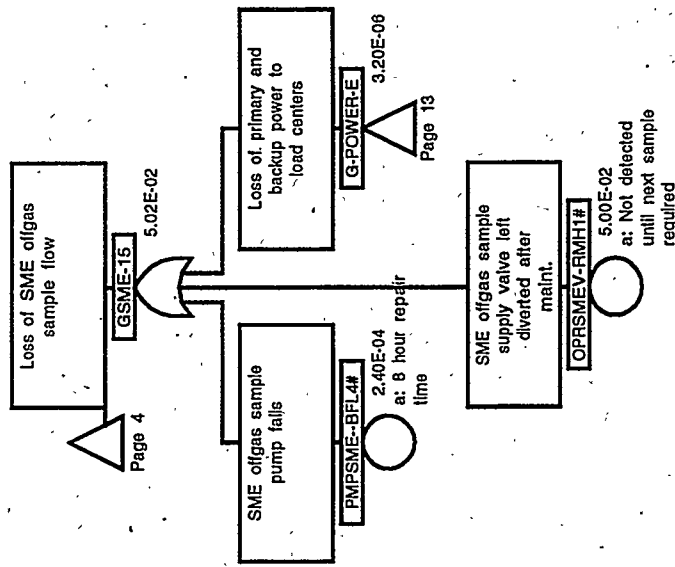 Loss of SME offgas
sample flow
GSME-15
5.02E-02
Page 4
SME offgas sample
pump fails
PMPSME--BFL4#
2.40E-04
a: 8 hour repair
time
SME offgas sample
supply valve left
diverted after
maint.
OPRSMEV-RMH1#
5.00E-02
a: Not detected
until next sample
required
Loss of primary and
backup power to
load centers
G-POWER-E
3.20E-06
Page 13